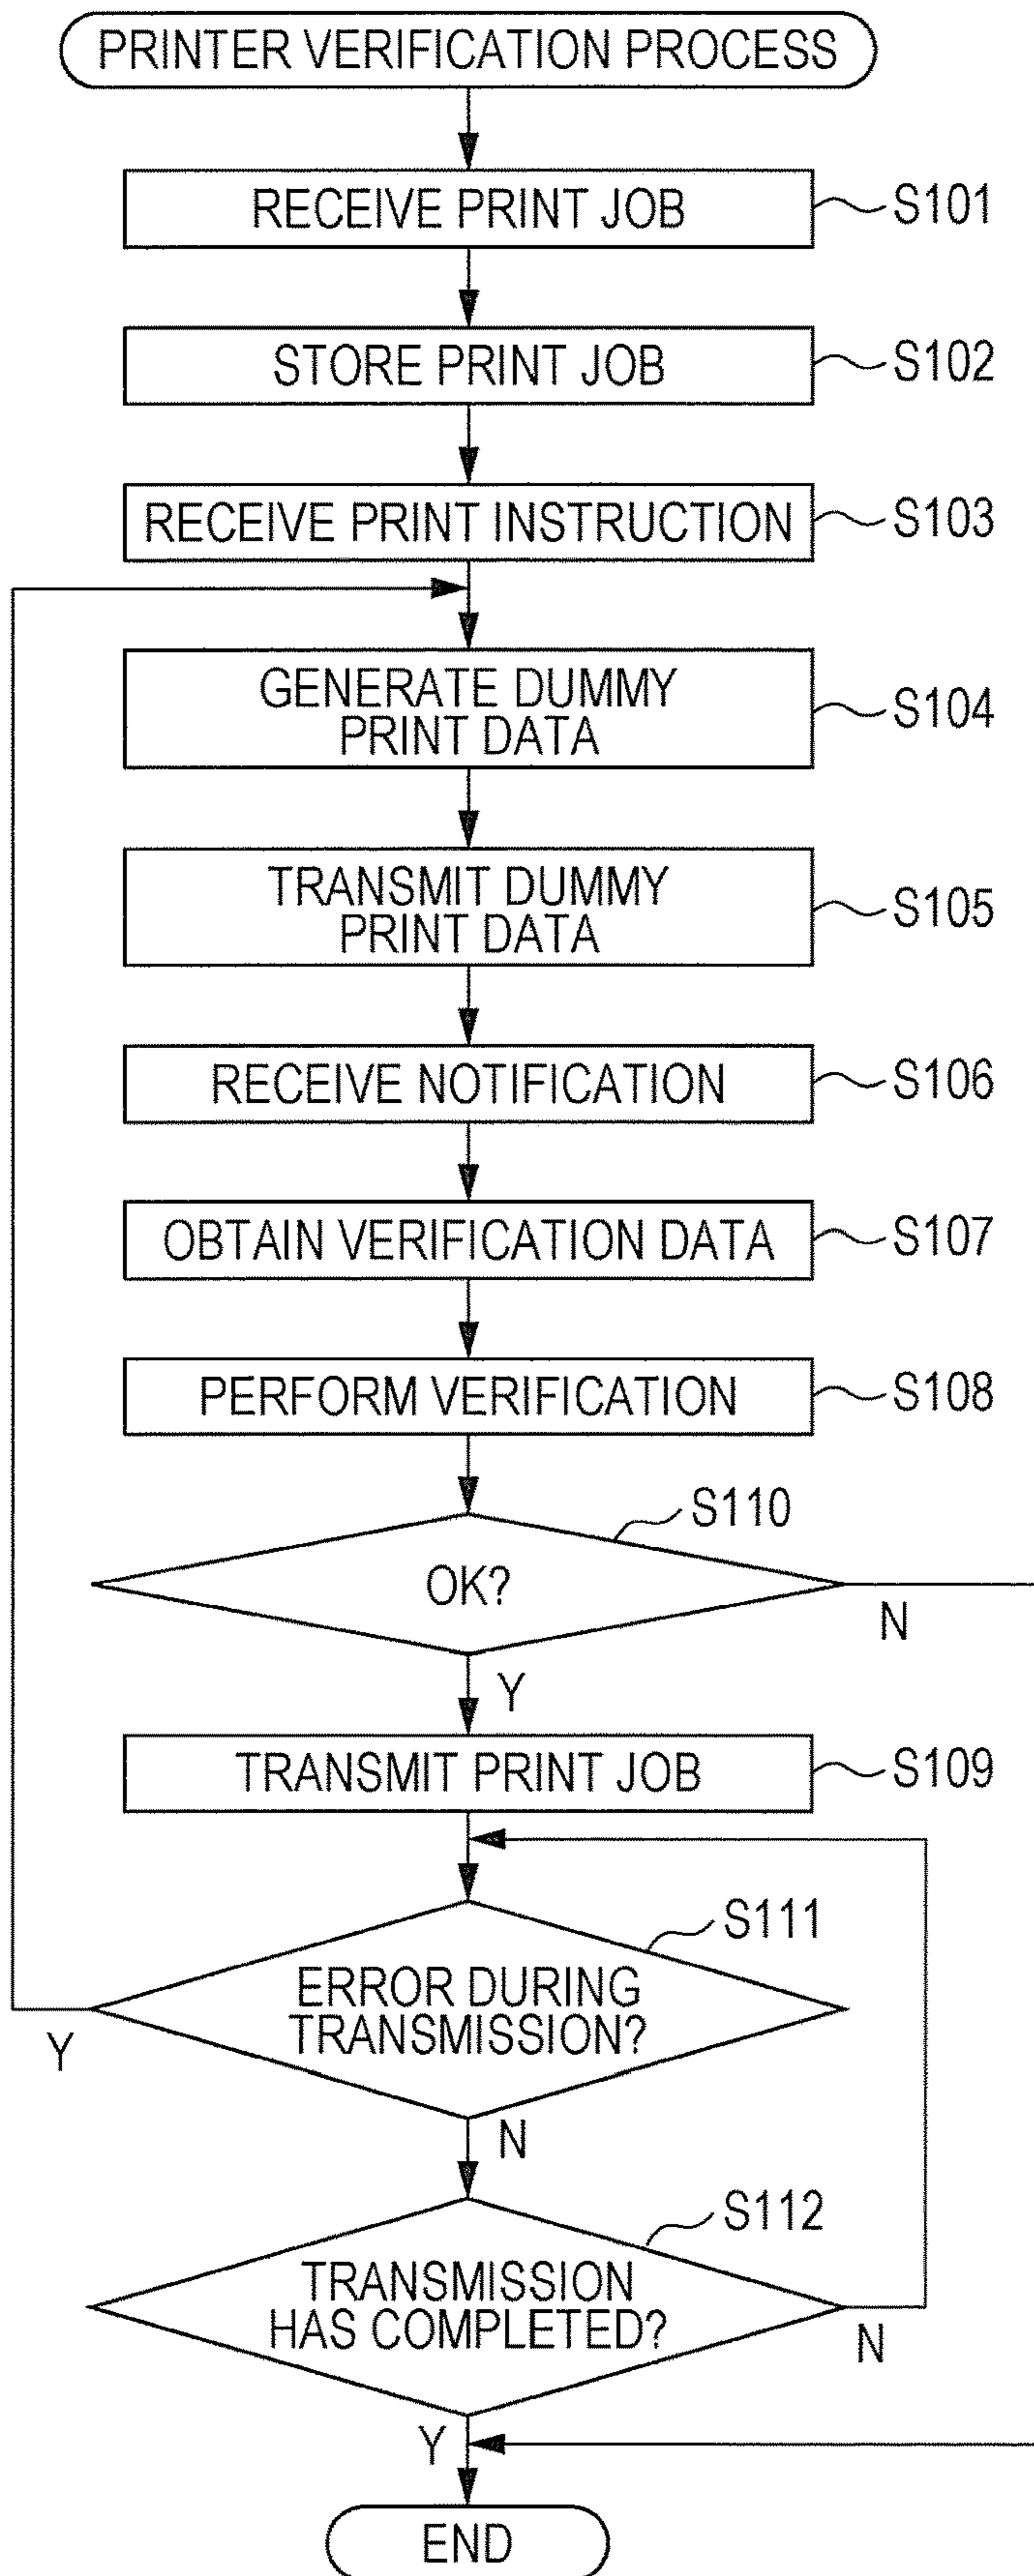 PRINTER VERIFICATION PROCESS
RECEIVE PRINT JOB
S101
STORE PRINT JOB
S102
RECEIVE PRINT INSTRUCTION
S103
GENERATE DUMMY
PRINT DATA
S104
TRANSMIT DUMMY
PRINT DATA
S105
RECEIVE NOTIFICATION
S106
OBTAIN VERIFICATION DATA
S107
PERFORM VERIFICATION
S108
S110
OK?
N
Y
TRANSMIT PRINT JOB
S109
S111
ERROR DURING
TRANSMISSION?
Y
N
S112
TRANSMISSION
HAS COMPLETED?
N
Y
END